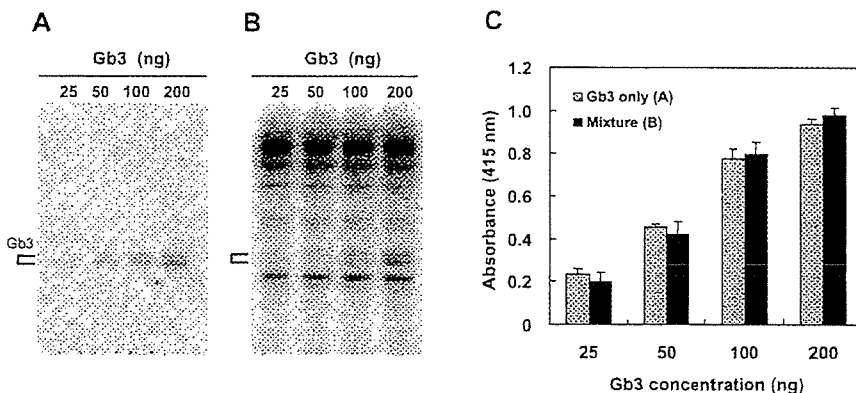 A
Gb3 (ng)
25 50 100 200
Gb3
B
Gb3 (ng)
25 50 100 200
C
1.2
1.0
0.8
0.6
0.4
0.2
0
Absorbance (415 nm)
Gb3 only (A)
Mixture (B)
25 50 100 200
Gb3 concentration (ng)